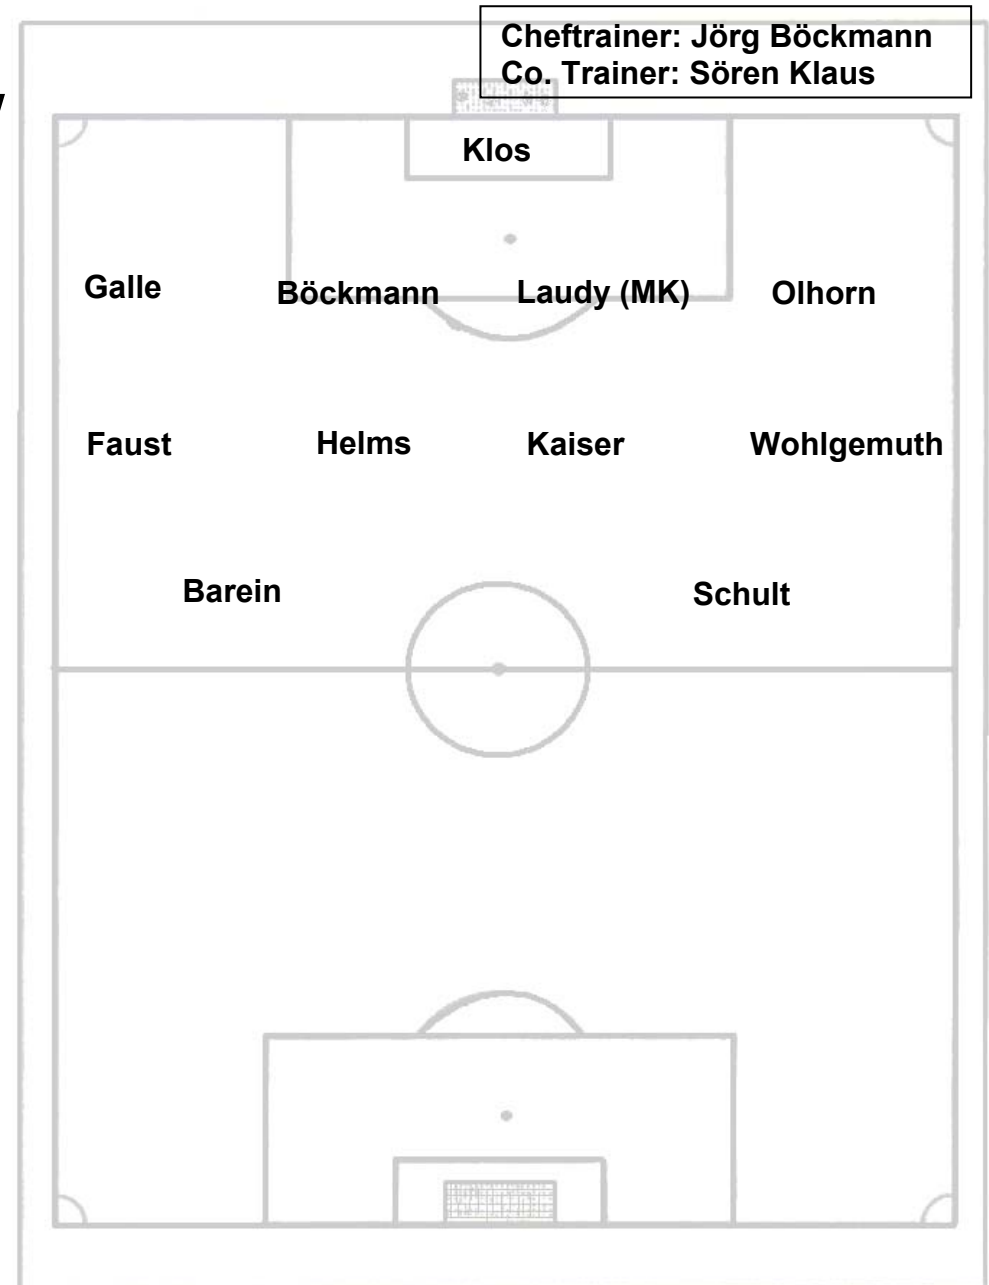 Cheftrainer: Jörg Böckmann
Co. Trainer: Sören Klaus
Klos
Galle Böckmann Laudy (MK) Olhorn
Faust Helms Kaiser Wohlgemuth
Barein Schult